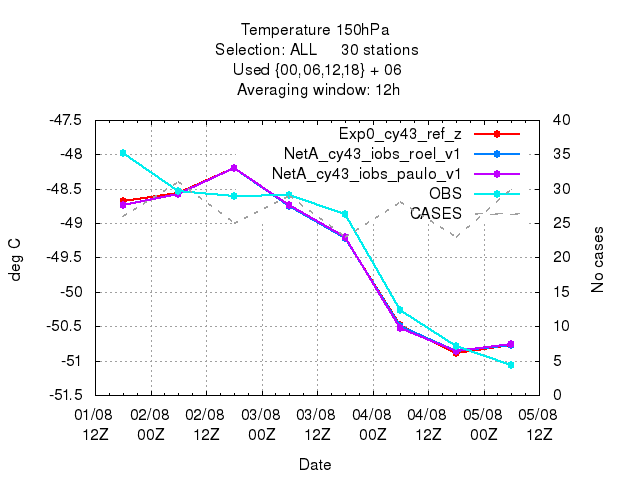 Temperature 150hPa
Selection: ALL 30 stations
Used {00,06,12,18} + 06
Averaging window: 12h
Exp0_cy43_ref_z
NetA_cy43_iobs_roel_v1
NetA_cy43_iobs_paulo_v1
OBS
CASES
-47.5
-48
-48.5
-49
-49.5
-50
-50.5
-51
-51.5
deg C
40
35
30
25
20
15
10
5
0
No cases
01/08 02/08 02/08 03/08 03/08 04/08 04/08 05/08 05/08
12Z 00Z 12Z 00Z 12Z 00Z 12Z 00Z 12Z
Date